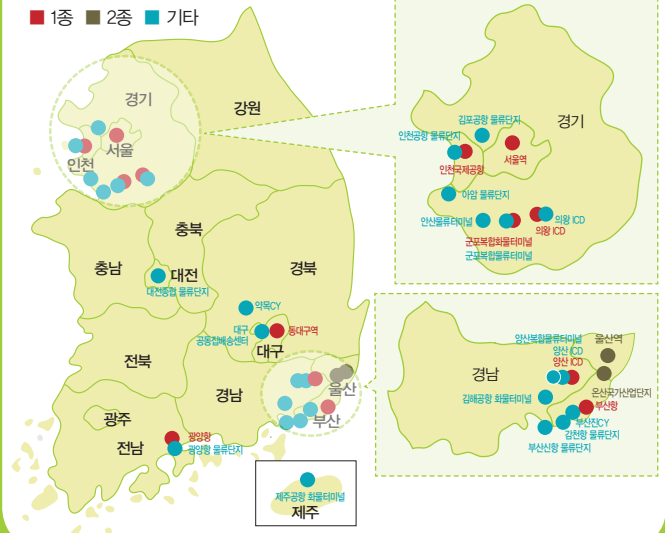 1종 2종 기타
경기
강원
서울
인천
충북
충남
대전
대전종합 물류단지
경북
약목CY
대구
공동집배송센터
동대구역
대구
전북
경남
울산
부산
광주
전남
광양항
광양항 물류단지
제주공항 화물터미널
제주
경기
김포공항 물류단지
인천공항 물류단지
인천국제공항
서울역
아암 물류단지
안산물류터미널
군포복합화물터미널
군포복합물류터미널
의왕 ICD
의왕 ICD
경남
양산복합물류터미널
양산 ICD
양산 ICD
울산역
온산국가산업단지
김해공항 화물터미널
부산항
부산진CY
감천항 물류단지
부산신항 물류단지